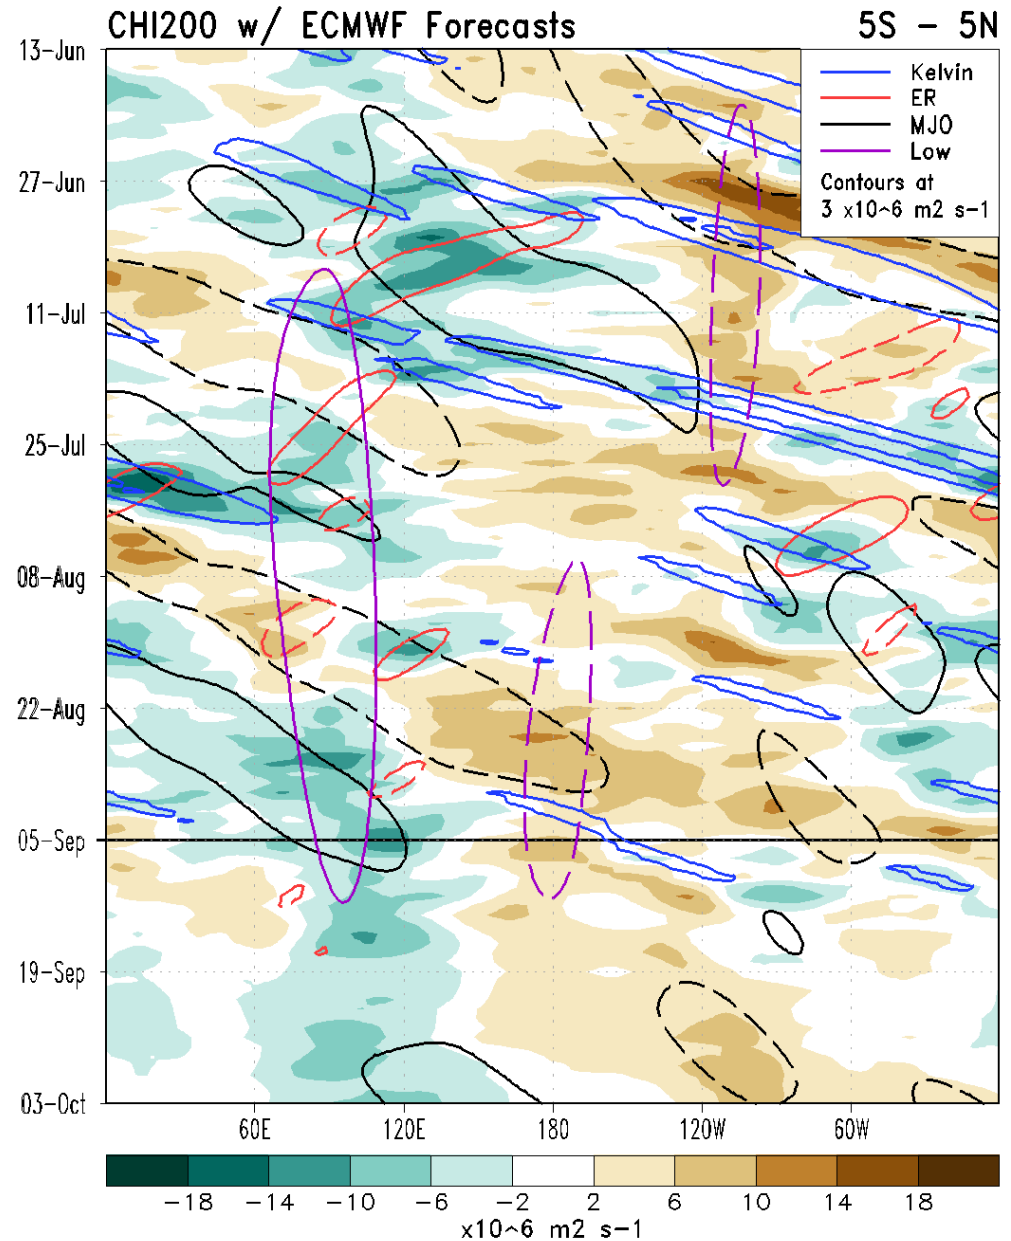 CHI200 w/ ECMWF Forecasts 5S - 5N
Kelvin
ER
MJO
Low
Contours at
3 x10^6 m2 s-1
13-Jun
27-Jun
11-Jul
25-Jul
08-Aug
22-Aug
05-Sep
19-Sep
03-Oct
60E 120E 180 120W 60W
-18 -14 -10 -6 -2 2 6 10 14 18
x10^6 m2 s-1